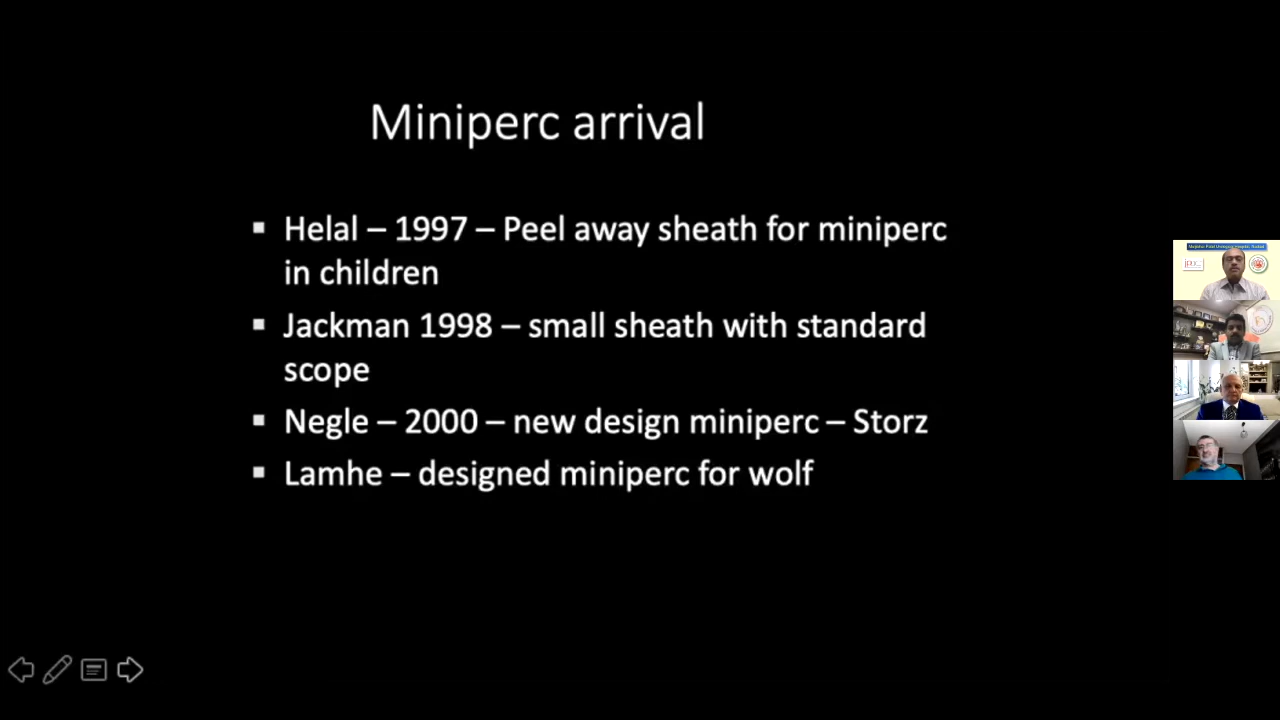 Miniperc arrival
▪ Helal – 1997 – Peel away sheath for miniperc
in children
▪ Jackman 1998 – small sheath with standard
scope
▪ Negle – 2000 – new design miniperc – Storz
▪ Lamhe – designed miniperc for wolf